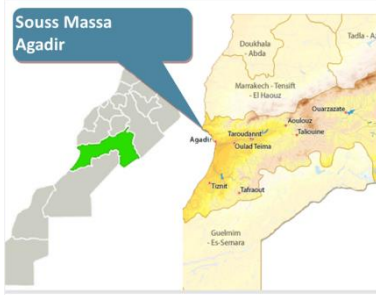 Souss Massa
Agadir
Doukhala
- Abda
Tadla - A
Marrakech - Tensift
- El Haouz
Ouarzazate
Aoulouz
Taroudannt
Taliouine
Agadir
Oulad Teima
Tiznit
Tafraout
Guelmim
- Es-Semara